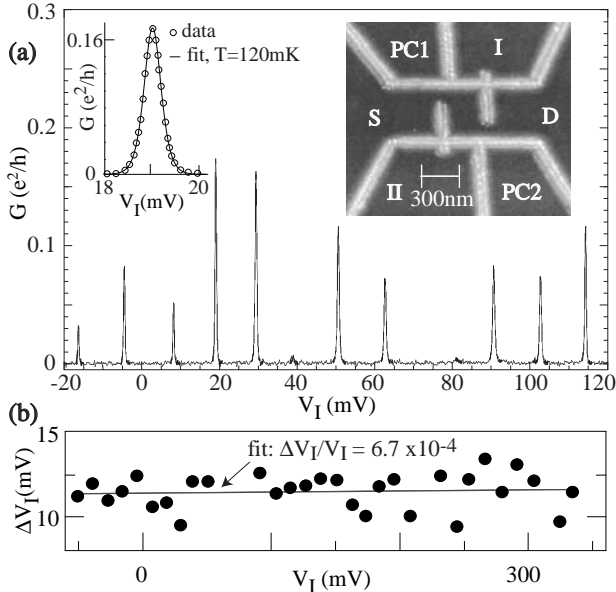 (a)
0.3
0.2
0.1
0
G (e²/h)
-20 0 20 40 60 80 100 120
V_I (mV)
0.16
0
G (e²/h)
data
fit, T=120mK
18 19 20
V_I(mV)
PC1 I
S D
II 300nm PC2
(b)
15
10
ΔV_I(mV)
fit: ΔV_I/V_I = 6.7 x10-4
0 V_I (mV) 300